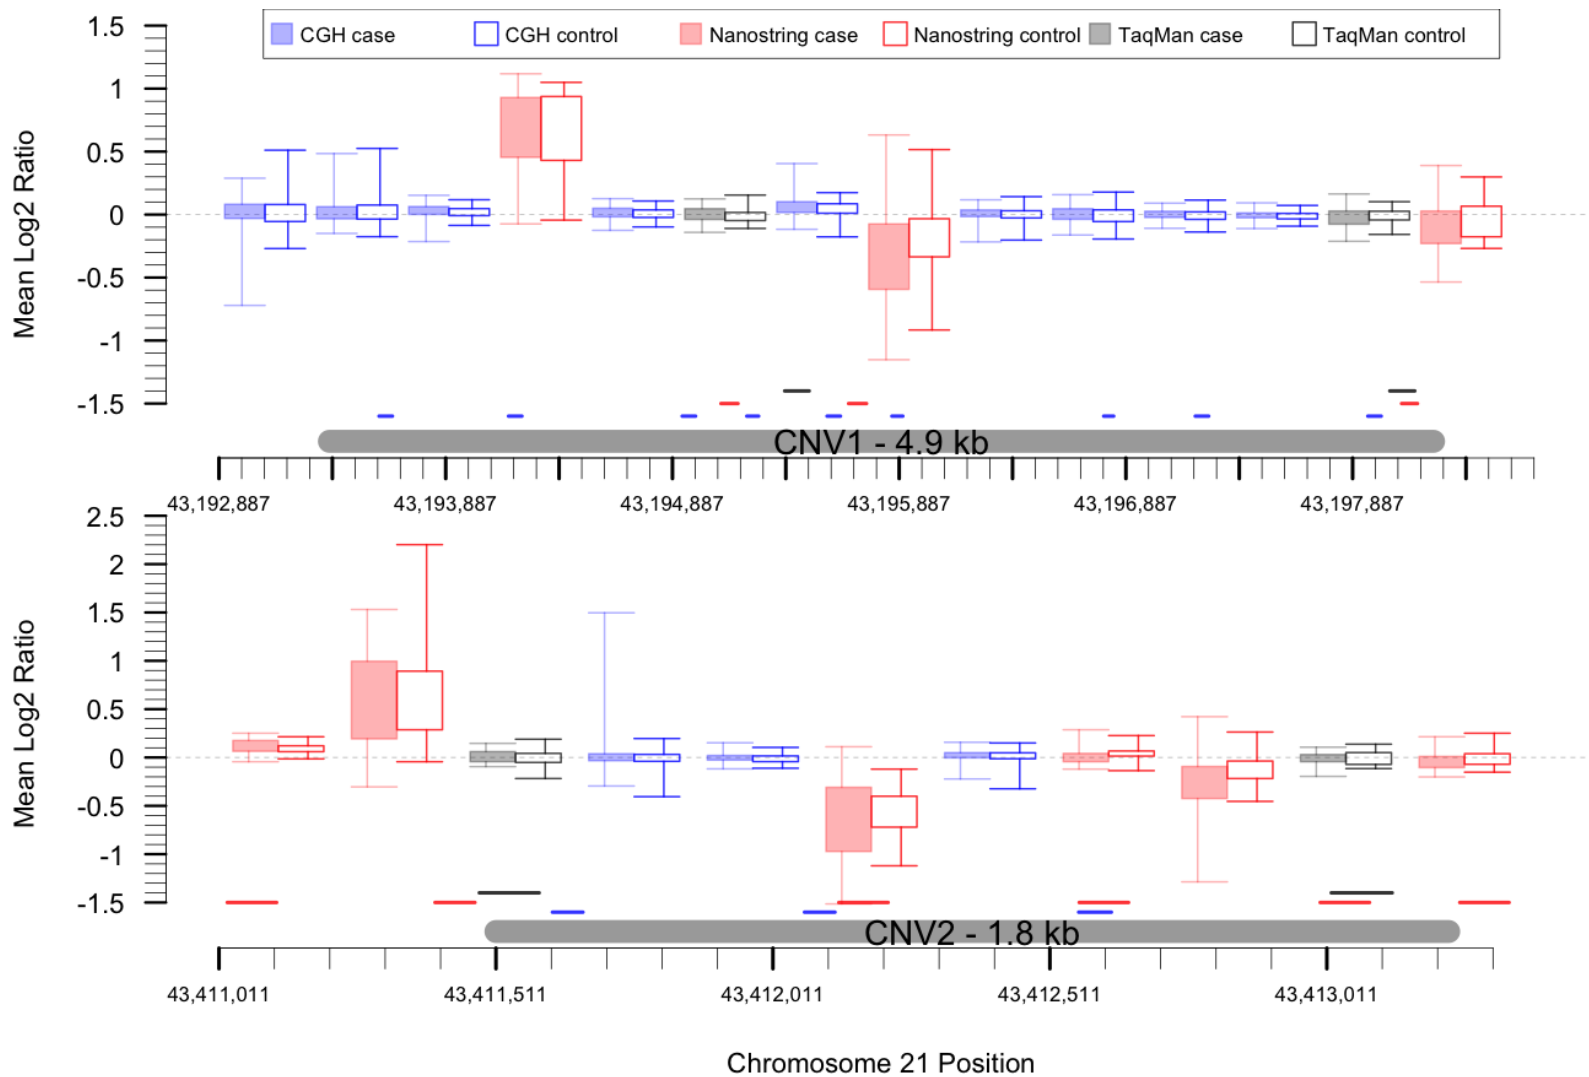 CGH case CGH control Nanostring case Nanostring control TaqMan case TaqMan control
Mean Log2 Ratio
1.5
1
0.5
0
-0.5
-1
-1.5
CNV1 - 4.9 kb
43,192,887 43,193,887 43,194,887 43,195,887 43,196,887 43,197,887
Mean Log2 Ratio
2.5
2
1.5
1
0.5
0
-0.5
-1
-1.5
CNV2 - 1.8 kb
43,411,011 43,411,511 43,412,011 43,412,511 43,413,011
Chromosome 21 Position